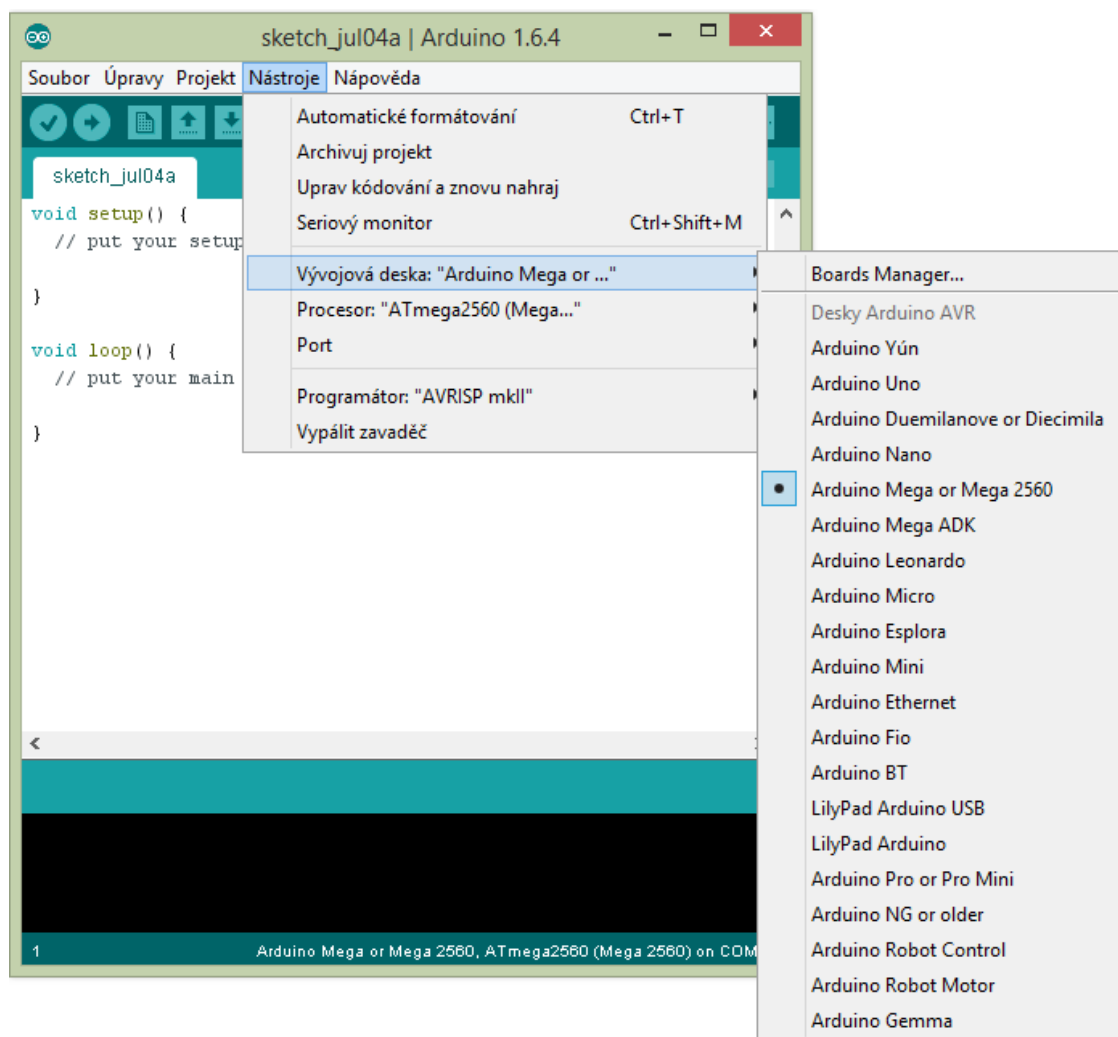 sketch_jul04a | Arduino 1.6.4
Soubor Úpravy Projekt Nástroje Nápověda
Automatické formátování Ctrl+T
Archivuj projekt
Uprav kódování a znovu nahraj
Seriový monitor Ctrl+Shift+M
Vývojová deska: "Arduino Mega or ..."
Procesor: "ATmega2560 (Mega..."
Port
Programátor: "AVRISP mkII"
Vypálit zavaděč
sketch_jul04a
void setup() {
// put your setup
}
void loop() {
// put your main
}
Boards Manager...
Desky Arduino AVR
Arduino Yún
Arduino Uno
Arduino Duemilanove or Diecimila
Arduino Nano
Arduino Mega or Mega 2560
Arduino Mega ADK
Arduino Leonardo
Arduino Micro
Arduino Esplora
Arduino Mini
Arduino Ethernet
Arduino Fio
Arduino BT
LilyPad Arduino USB
LilyPad Arduino
Arduino Pro or Pro Mini
Arduino NG or older
Arduino Robot Control
Arduino Robot Motor
Arduino Gemma
1 Arduino Mega or Mega 2560, ATmega2560 (Mega 2560) on COM